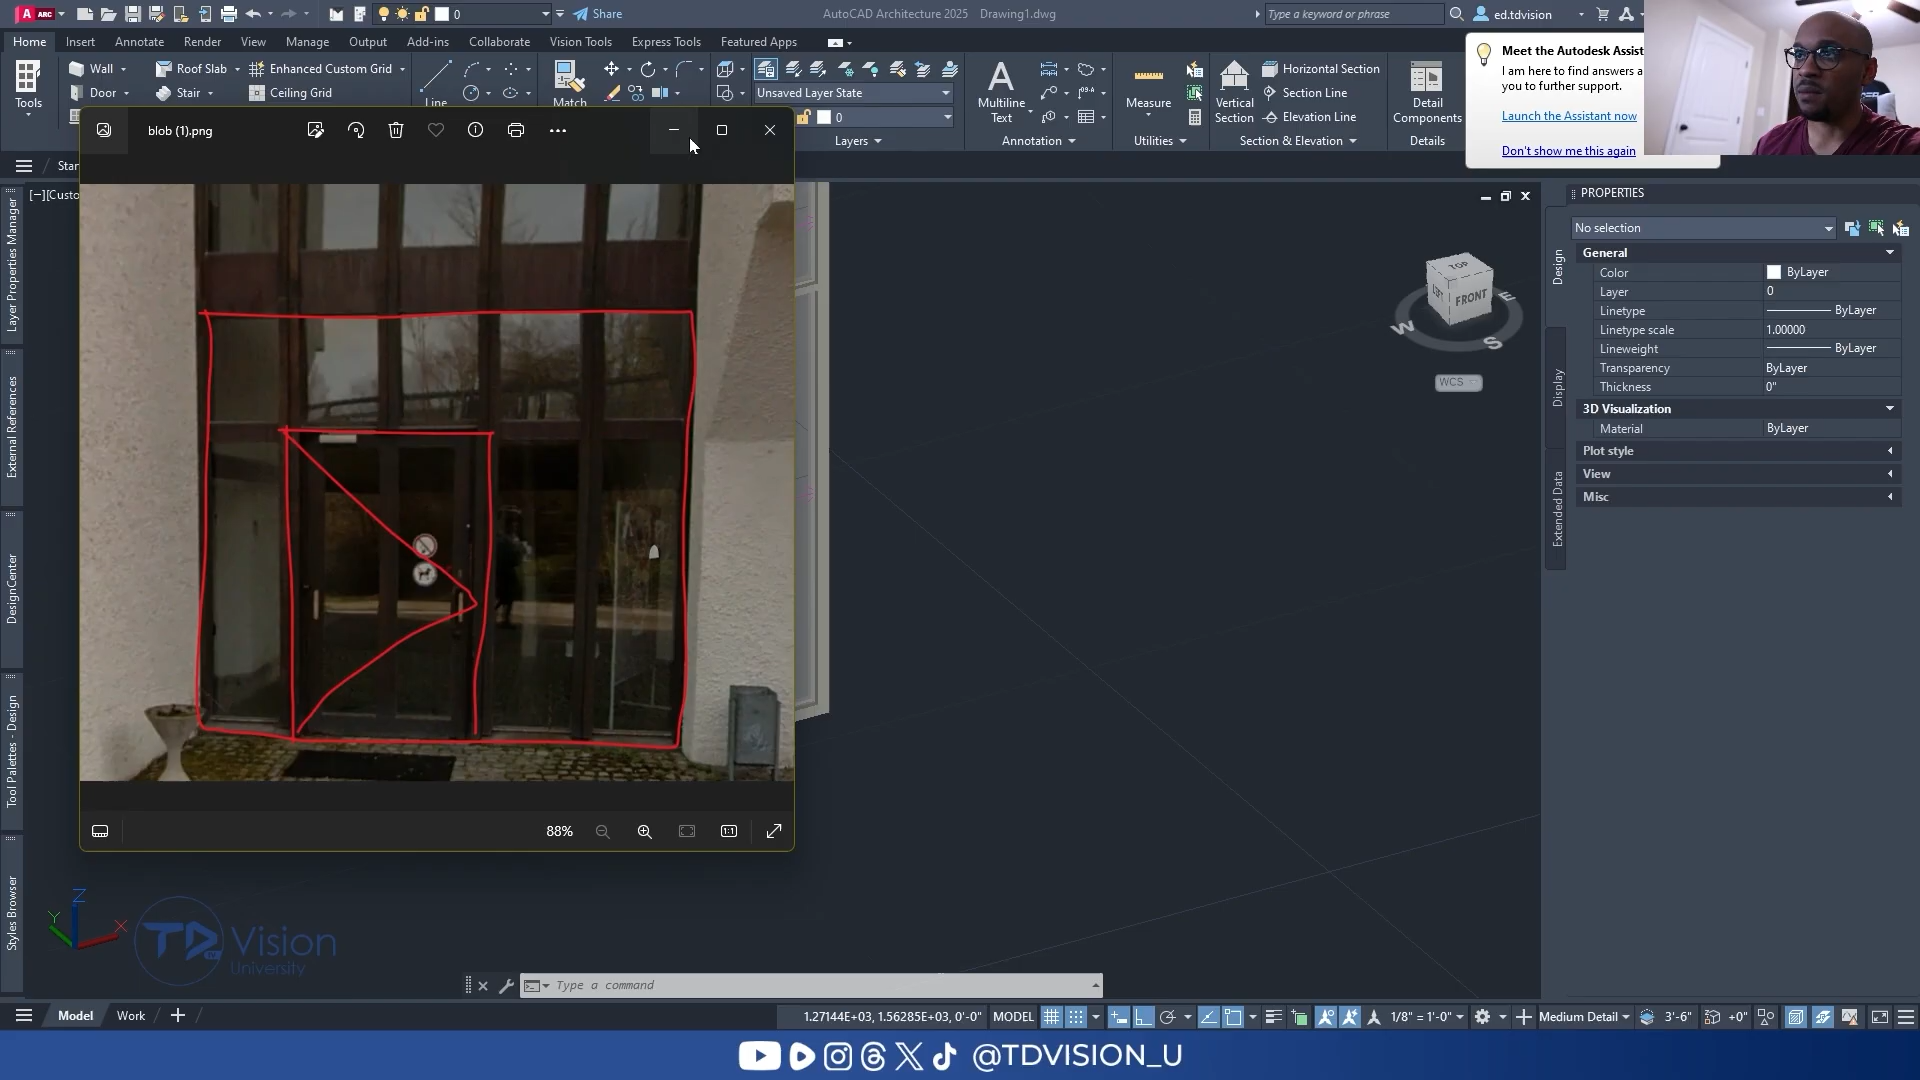 ARC
0
Share
AutoCAD Architecture 2025 Drawing1.dwg
Type a keyword or phrase
ed.tdvision
Home Insert Annotate Render View Manage Output Add-ins Collaborate Vision Tools Express Tools Featured Apps
Tools
Wall
Door
Roof Slab
Stair
Enhanced Custom Grid
Ceiling Grid
Line
Match
Unsaved Layer State
0
Layers
Multiline
Text
Annotation
Measure
Utilities
Vertical
Section
Horizontal Section
Section Line
Elevation Line
Section & Elevation
Detail
Components
Details
Meet the Autodesk Assist
I am here to find answers a
you to further support.
Launch the Assistant now
Don't show me this again
blob (1).png
88%
1:1
Star
[−][Custo
Layer Properties Manager
External References
DesignCenter
Tool Palettes - Design
Styles Browser
TOP
LEFT
FRONT
W
S
E
WCS
Design
Display
Extended Data
PROPERTIES
No selection
General
Color ByLayer
Layer 0
Linetype ByLayer
Linetype scale 1.00000
Lineweight ByLayer
Transparency ByLayer
Thickness 0"
3D Visualization
Material ByLayer
Plot style
View
Misc
Z
Y
X
TD Vision
University
Type a command
Model Work
1.27144E+03, 1.56285E+03, 0'-0" MODEL
1/8" = 1'-0"
Medium Detail
3'-6"
+0"
@TDVISION_U